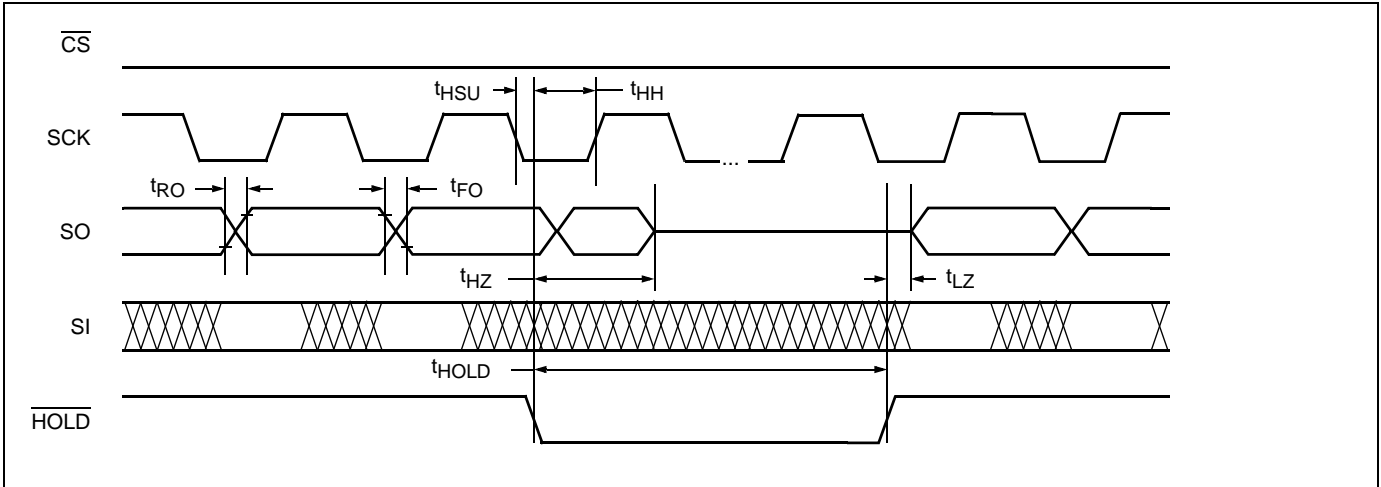 CS
tHSU tHH
SCK
...
tRO tFO
SO
tHZ tLZ
SI
tHOLD
HOLD